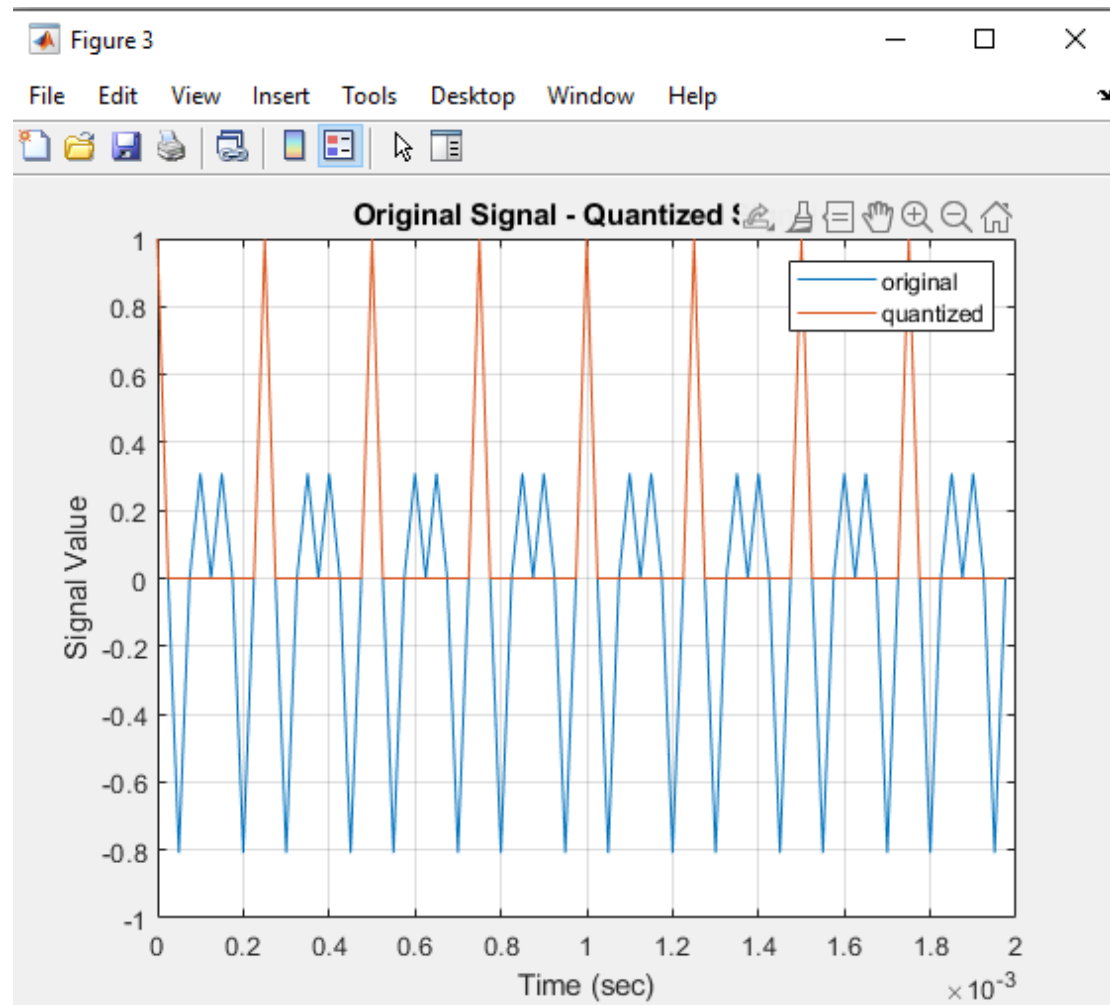 Figure 3
File Edit View Insert Tools Desktop Window Help
Original Signal - Quantized
1
0.8
0.6
0.4
0.2
0
-0.2
-0.4
-0.6
-0.8
-1
Signal Value
original
quantized
0 0.2 0.4 0.6 0.8 1 1.2 1.4 1.6 1.8 2
Time (sec)
×10-3